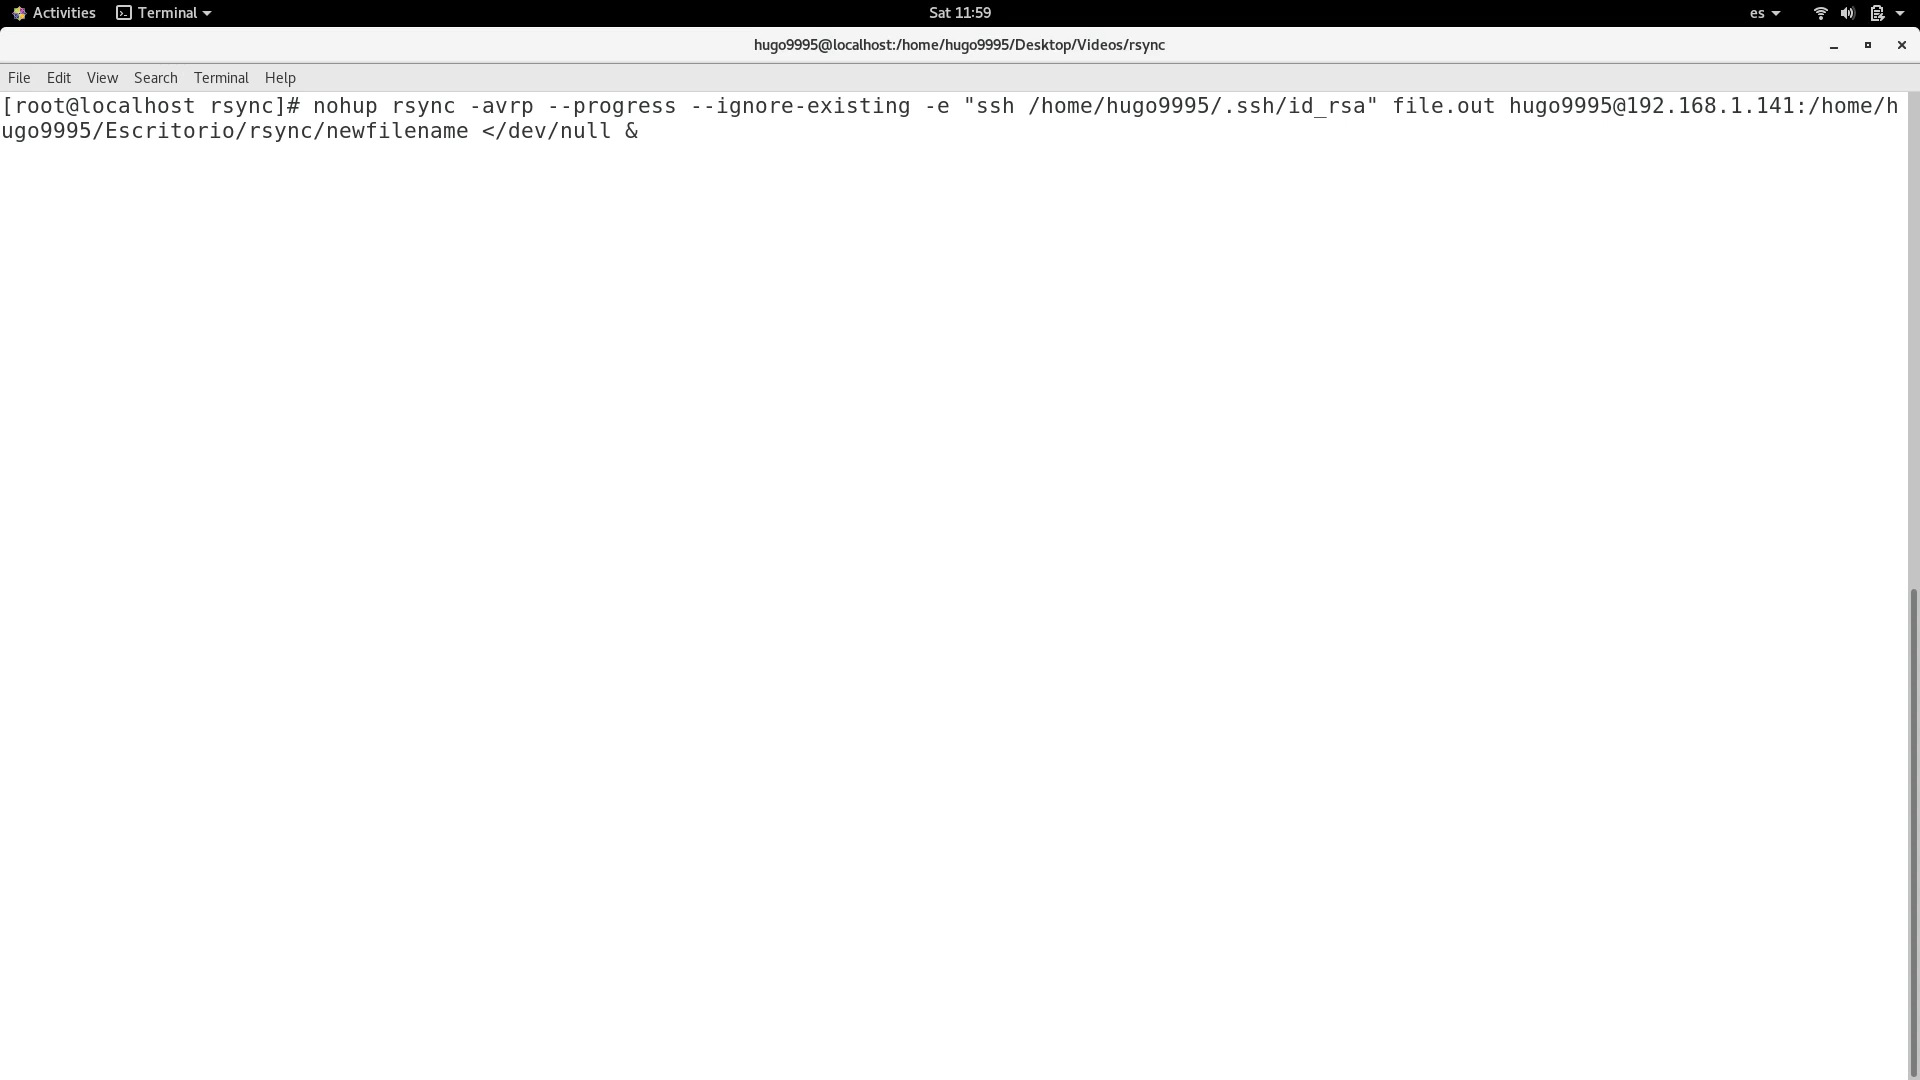 Activities Terminal Sat 11:59 es
hugo9995@localhost:/home/hugo9995/Desktop/Videos/rsync
File Edit View Search Terminal Help
[root@localhost rsync]# nohup rsync -avrp --progress --ignore-existing -e "ssh /home/hugo9995/.ssh/id_rsa" file.out hugo9995@192.168.1.141:/home/h
ugo9995/Escritorio/rsync/newfilename </dev/null &